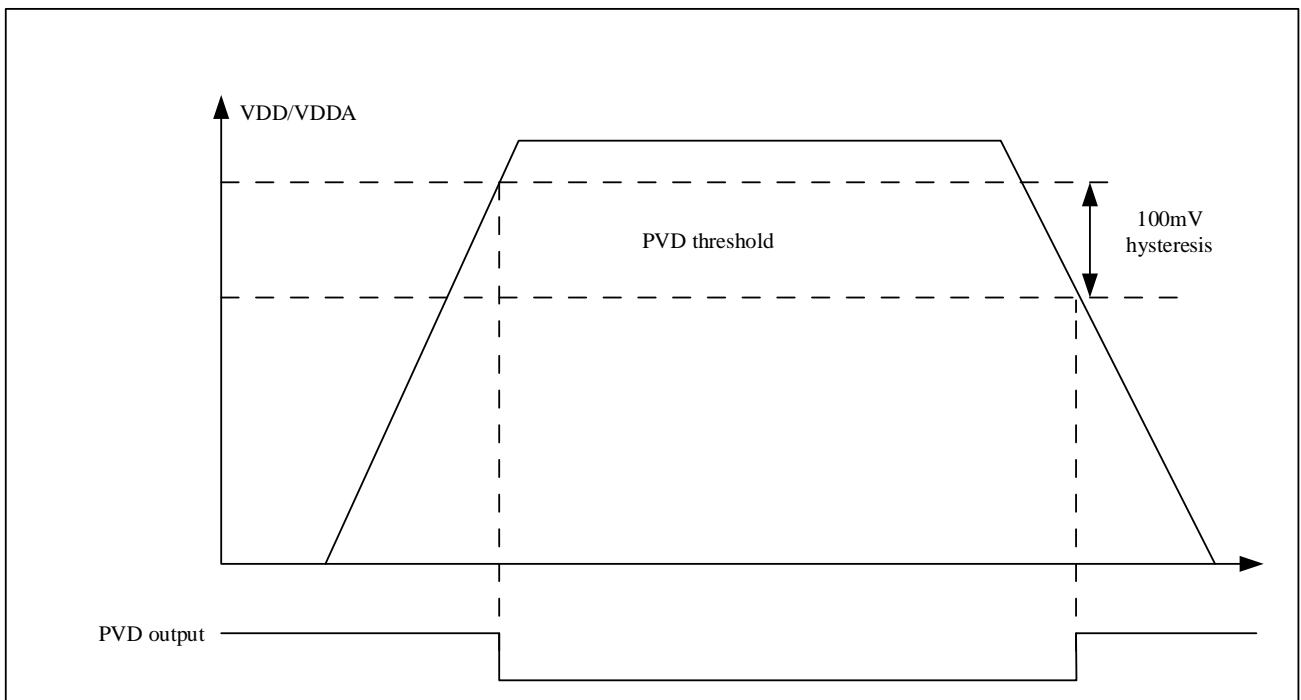 VDD/VDDA
PVD threshold
100mV
hysteresis
PVD output